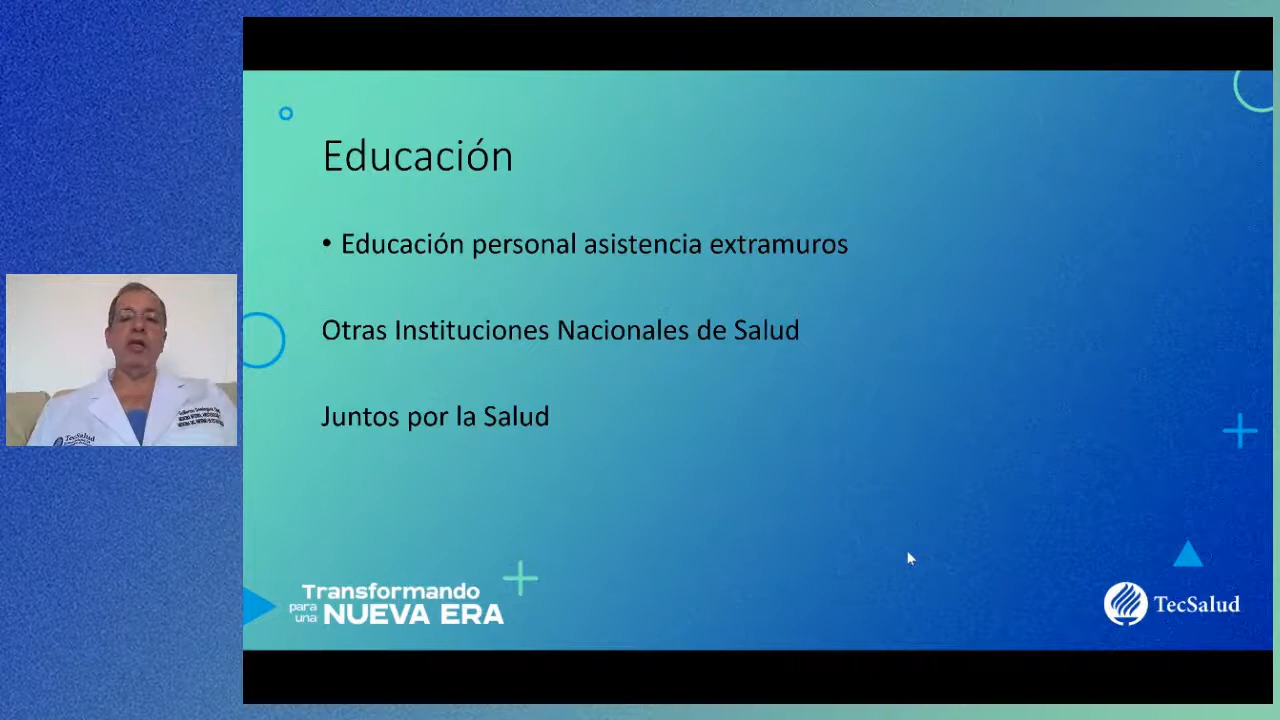 Educación
• Educación personal asistencia extramuros
Otras Instituciones Nacionales de Salud
Juntos por la Salud
Transformando
para una NUEVA ERA
TecSalud
TecSalud